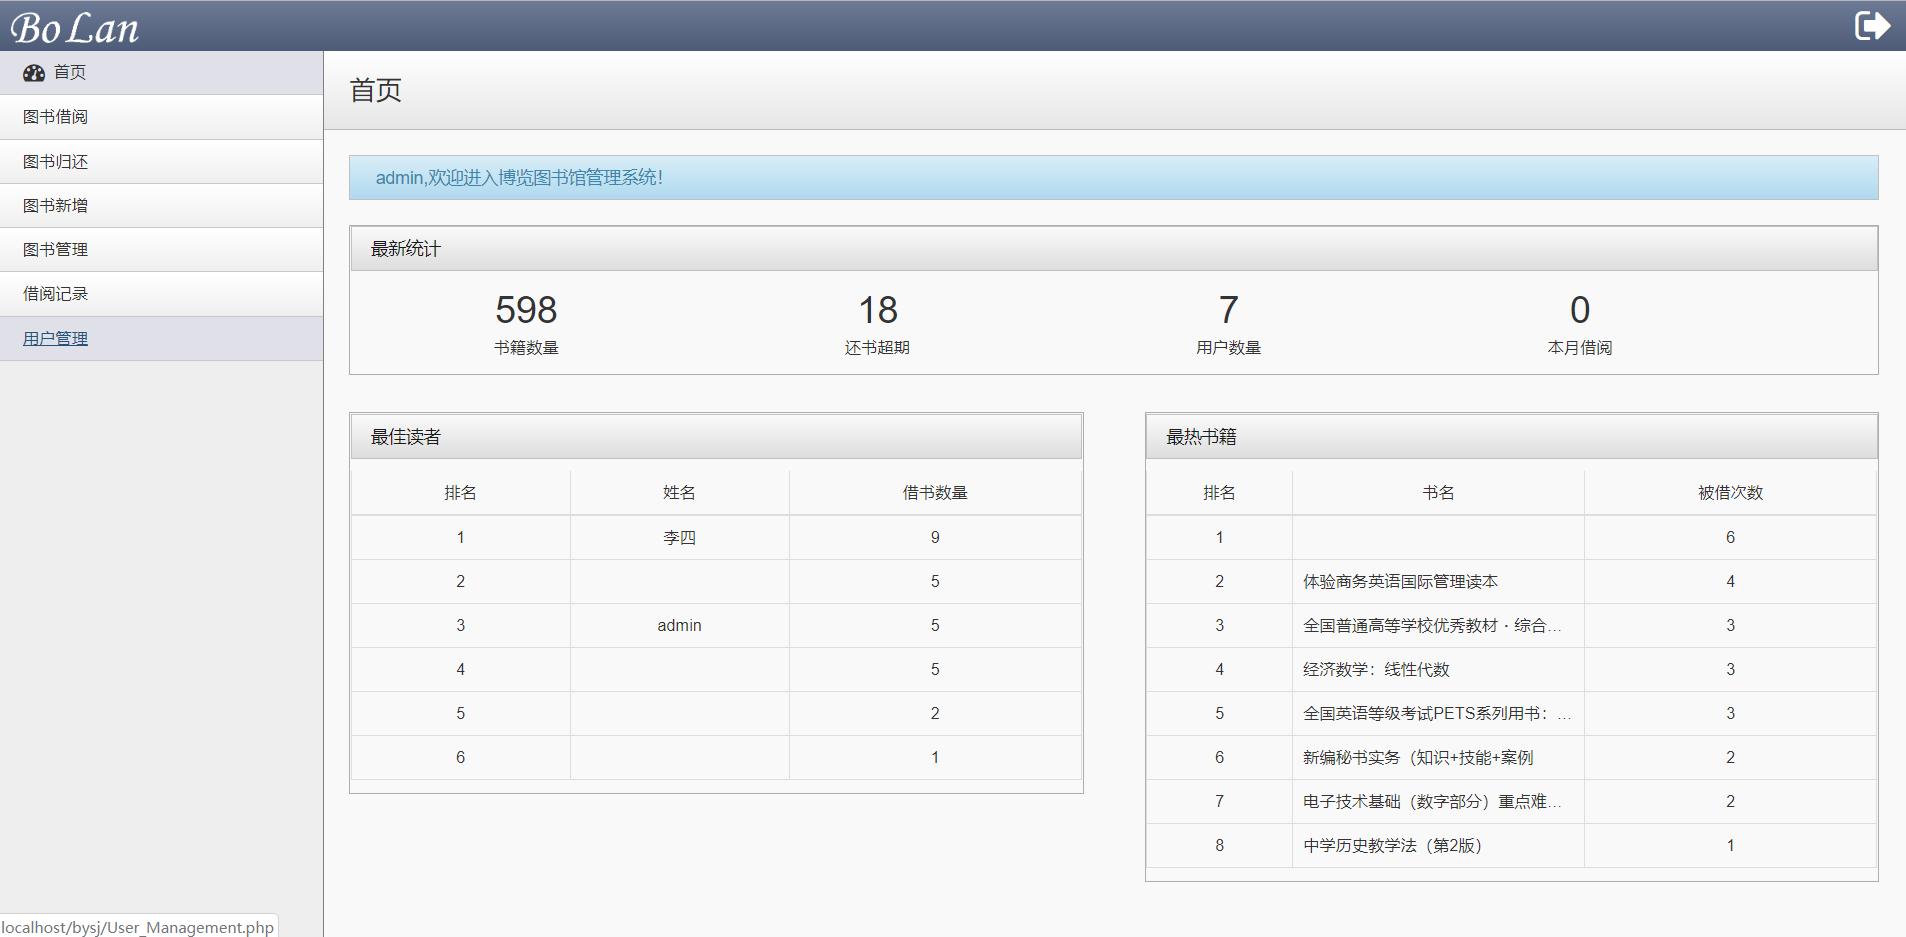 BoLan
首页
图书借阅
图书归还
图书新增
图书管理
借阅记录
用户管理
首页
admin,欢迎进入博览图书馆管理系统！
最新统计
598 18 7 0
书籍数量 还书超期 用户数量 本月借阅
最佳读者
排名 姓名 借书数量
1 李四 9
2 5
3 admin 5
4 5
5 2
6 1
最热书籍
排名 书名 被借次数
1 6
2 体验商务英语国际管理读本 4
3 全国普通高等学校优秀教材·综合... 3
4 经济数学：线性代数 3
5 全国英语等级考试PETS系列用书：... 3
6 新编秘书实务（知识+技能+案例 2
7 电子技术基础（数字部分）重点难... 2
8 中学历史教学法（第2版） 1
localhost/bysj/User_Management.php